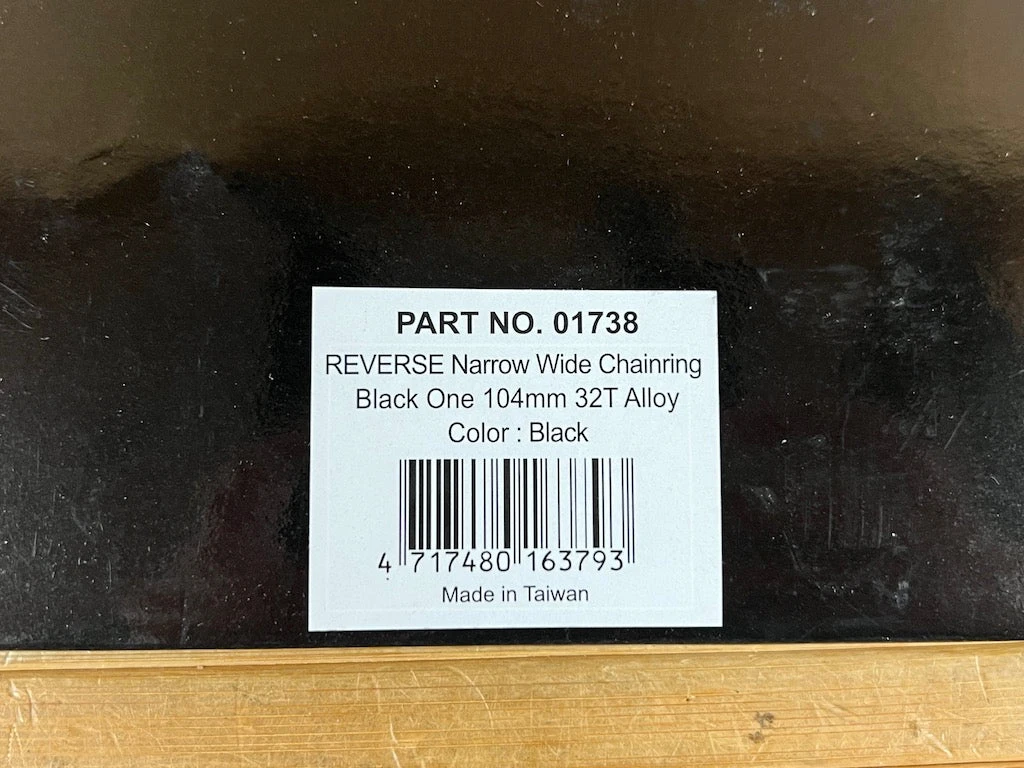 PART NO. 01738
REVERSE Narrow Wide Chainring
Black One 104mm 32T Alloy
Color : Black
4 717480 163793
Made in Taiwan